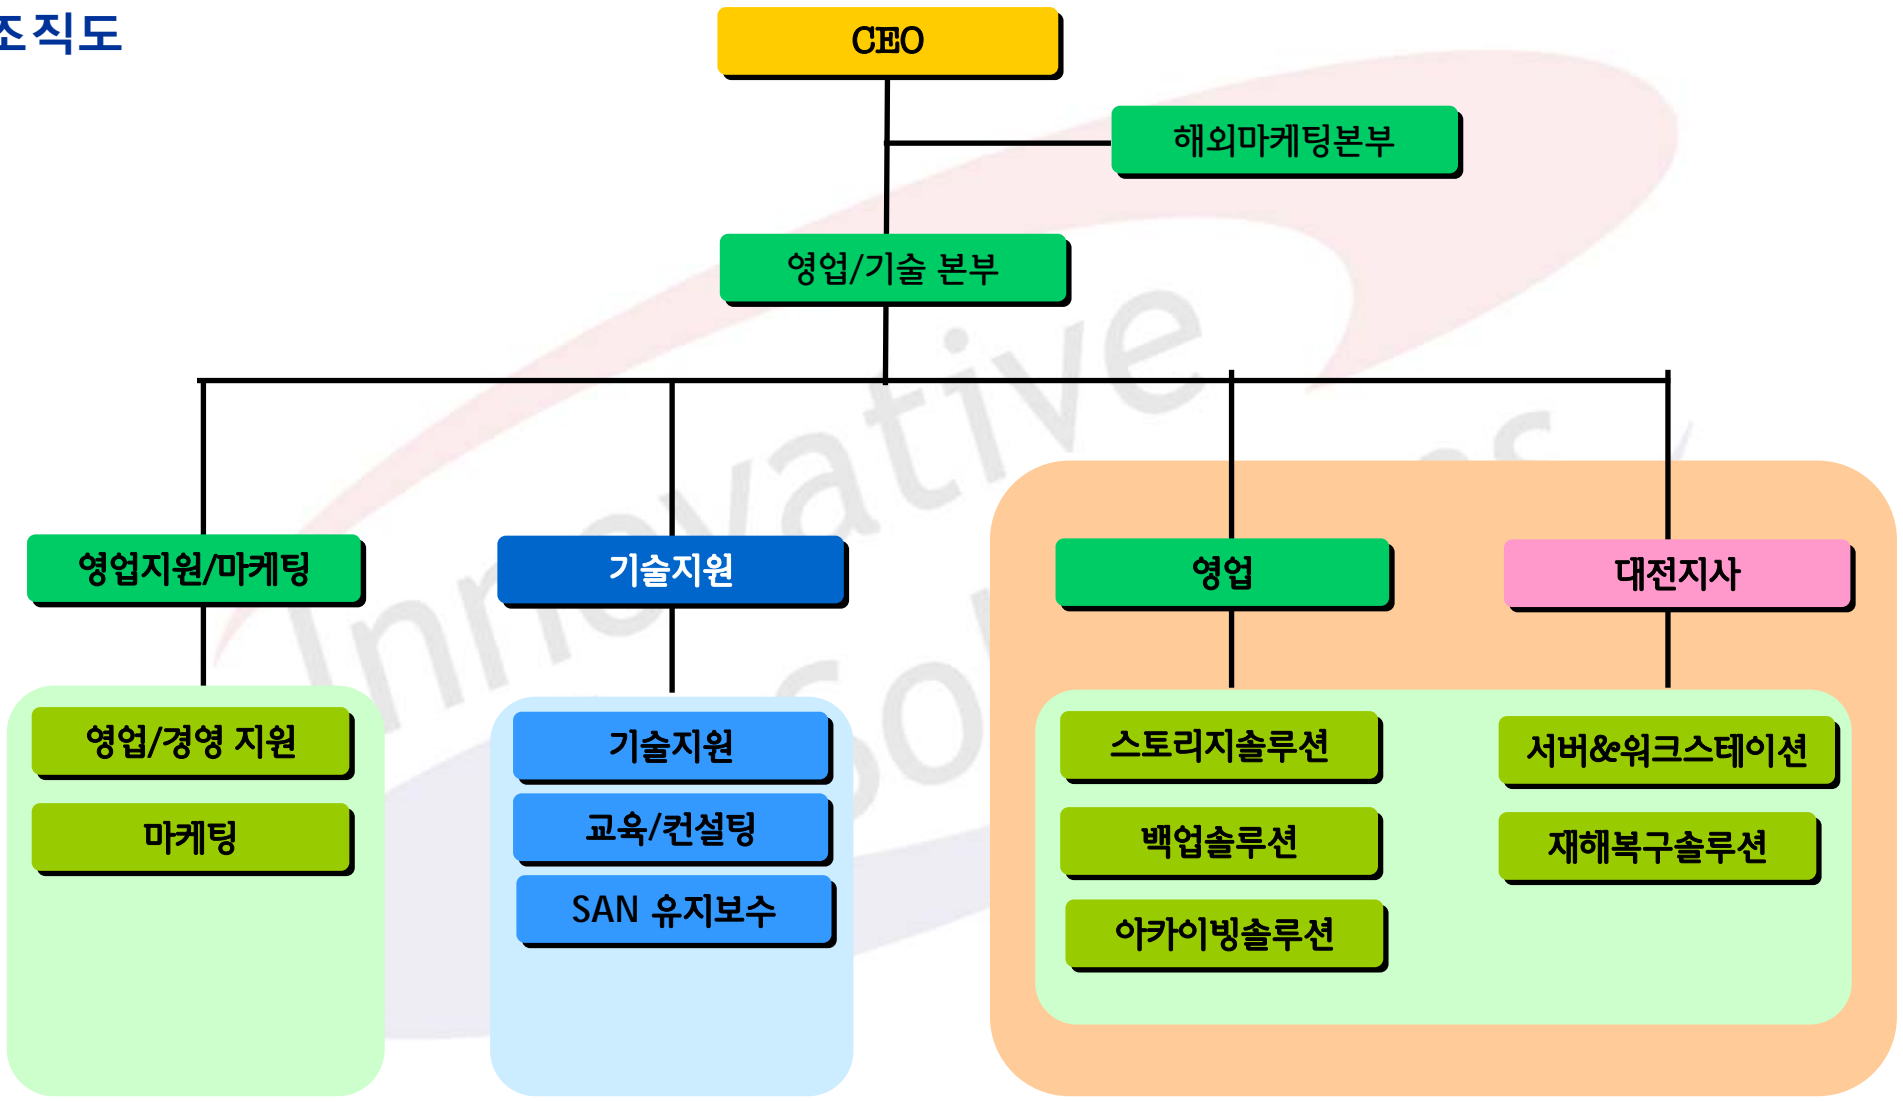 조직도
CEO
해외마케팅본부
영업/기술 본부
영업지원/마케팅
기술지원
영업
대전지사
영업/경영 지원
마케팅
기술지원
교육/컨설팅
SAN 유지보수
스토리지솔루션
백업솔루션
아카이빙솔루션
서버&워크스테이션
재해복구솔루션
Innovative